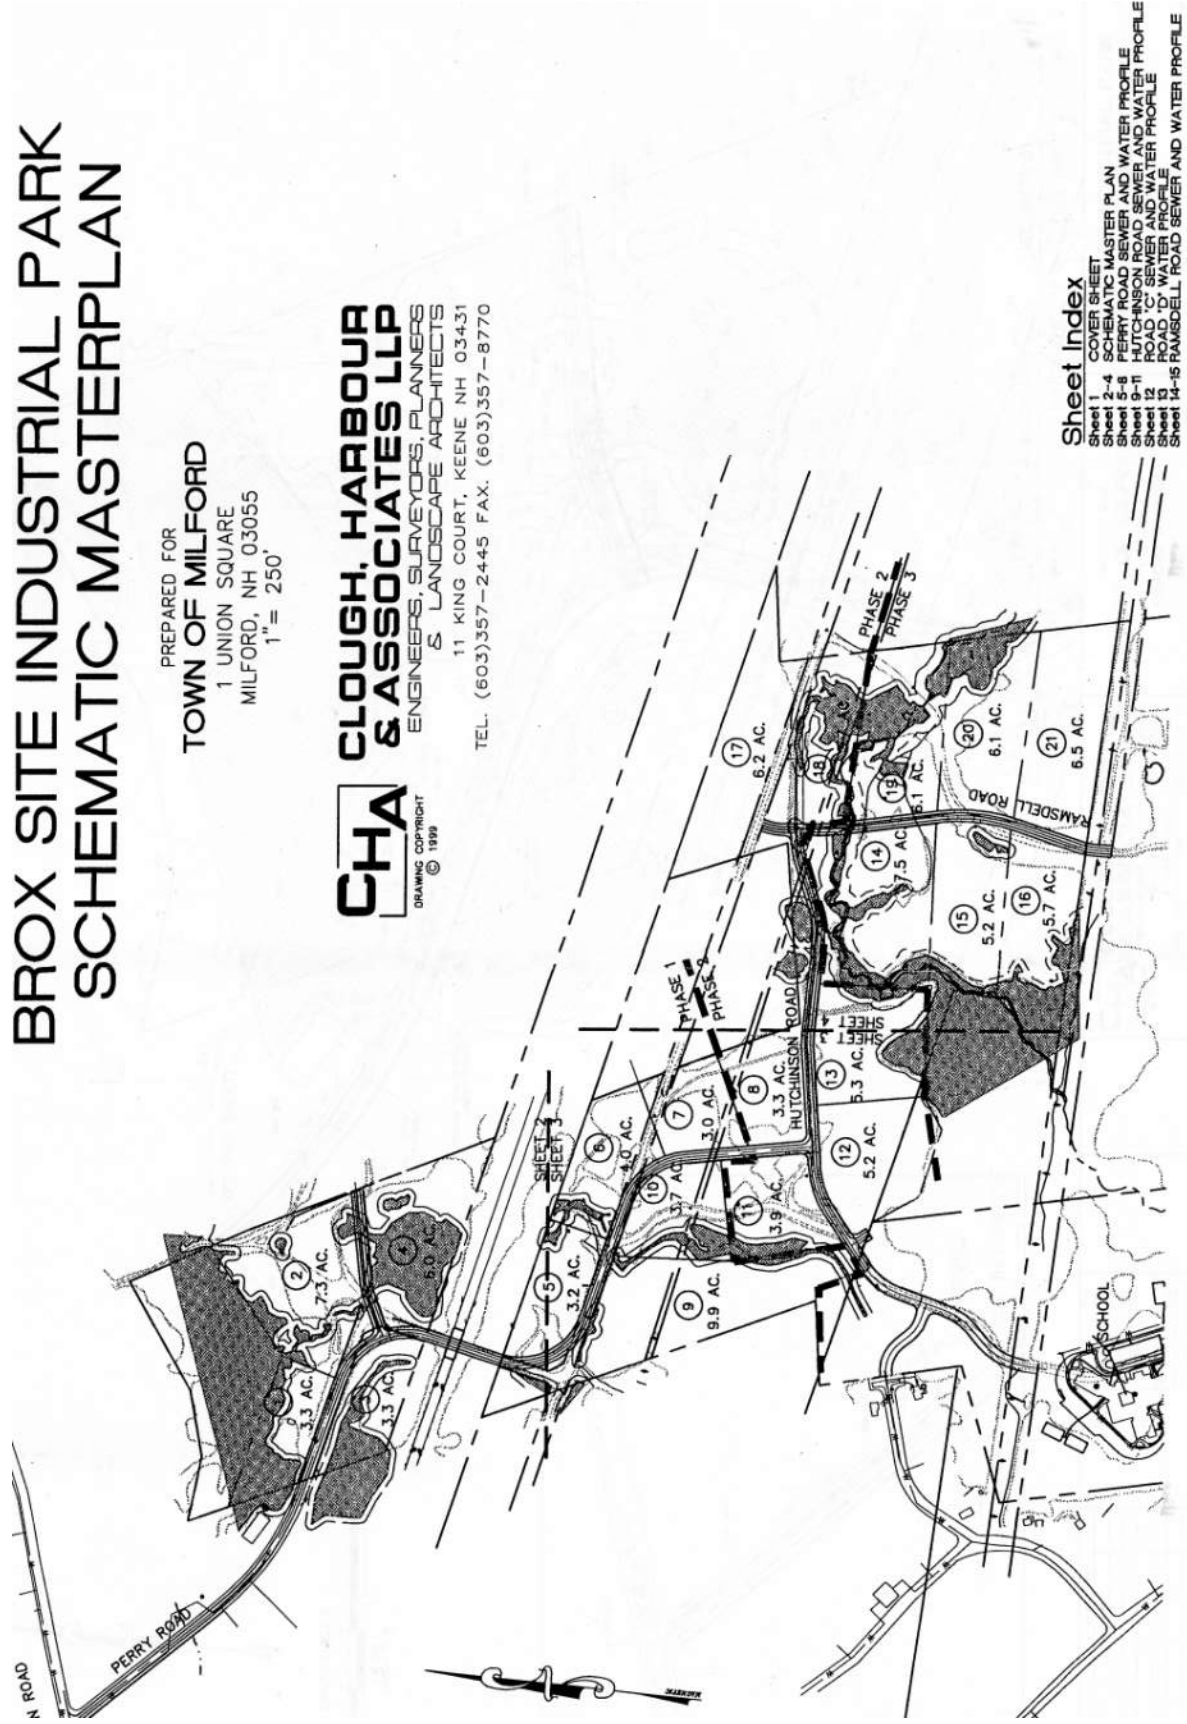 BROX SITE INDUSTRIAL PARK
SCHEMATIC MASTERPLAN
PREPARED FOR
TOWN OF MILFORD
1 UNION SQUARE
MILFORD, NH 03055
1"= 250'
CHA
DRAWING COPYRIGHT
© 1999
CLOUGH, HARBOUR
& ASSOCIATES LLP
ENGINEERS, SURVEYORS, PLANNERS
& LANDSCAPE ARCHITECTS
11 KING COURT, KEENE NH 03431
TEL. (603)357-2445 FAX. (603)357-8770
Sheet Index
Sheet 1 COVER SHEET
Sheet 2-4 SCHEMATIC MASTER PLAN
Sheet 5-8 PERRY ROAD SEWER AND WATER PROFILE
Sheet 9-11 HUTCHINSON ROAD SEWER AND WATER PROFILE
Sheet 12 ROAD "C" SEWER AND WATER PROFILE
Sheet 13 ROAD "D" WATER PROFILE
Sheet 14-15 RAMSDELL ROAD SEWER AND WATER PROFILE
N ROAD
PERRY ROAD
3.3 AC.
1
3.3 AC.
2
7.3 AC.
4
6.0 AC.
SHEET 2
SHEET 3
5
3.2 AC.
6
4.0 AC.
7
3.0 AC.
8
3.3 AC.
9
9.9 AC.
10
3.7 AC.
11
3.9 AC.
12
5.2 AC.
13
5.3 AC.
PHASE 1
PHASE 2
HUTCHINSON ROAD
SHEET 4
SHEET 3
14
7.5 AC.
15
5.2 AC.
16
5.7 AC.
17
6.2 AC.
18
AC.
19
6.1 AC.
20
6.1 AC.
21
6.5 AC.
RAMSDELL ROAD
PHASE 2
PHASE 3
SCHOOL
MAGNETIC